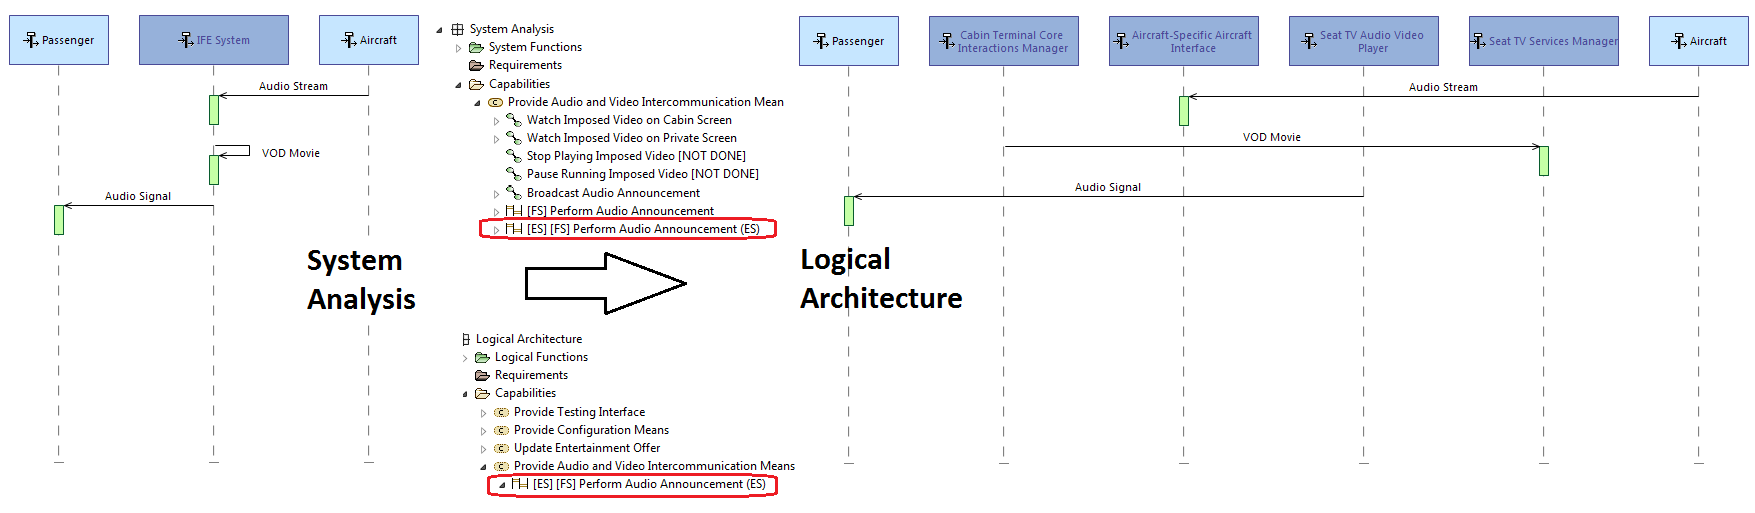 Passenger
IFE System
Aircraft
Audio Stream
VOD Movie
Audio Signal
System
Analysis
System Analysis
System Functions
Requirements
Capabilities
Provide Audio and Video Intercommunication Mean
Watch Imposed Video on Cabin Screen
Watch Imposed Video on Private Screen
Stop Playing Imposed Video [NOT DONE]
Pause Running Imposed Video [NOT DONE]
Broadcast Audio Announcement
[FS] Perform Audio Announcement
[ES] [FS] Perform Audio Announcement (ES)
Logical Architecture
Logical Functions
Requirements
Capabilities
Provide Testing Interface
Provide Configuration Means
Update Entertainment Offer
Provide Audio and Video Intercommunication Means
[ES] [FS] Perform Audio Announcement (ES)
Passenger
Cabin Terminal Core
Interactions Manager
Aircraft-Specific Aircraft
Interface
Seat TV Audio Video
Player
Seat TV Services Manager
Aircraft
Audio Stream
VOD Movie
Audio Signal
Logical
Architecture